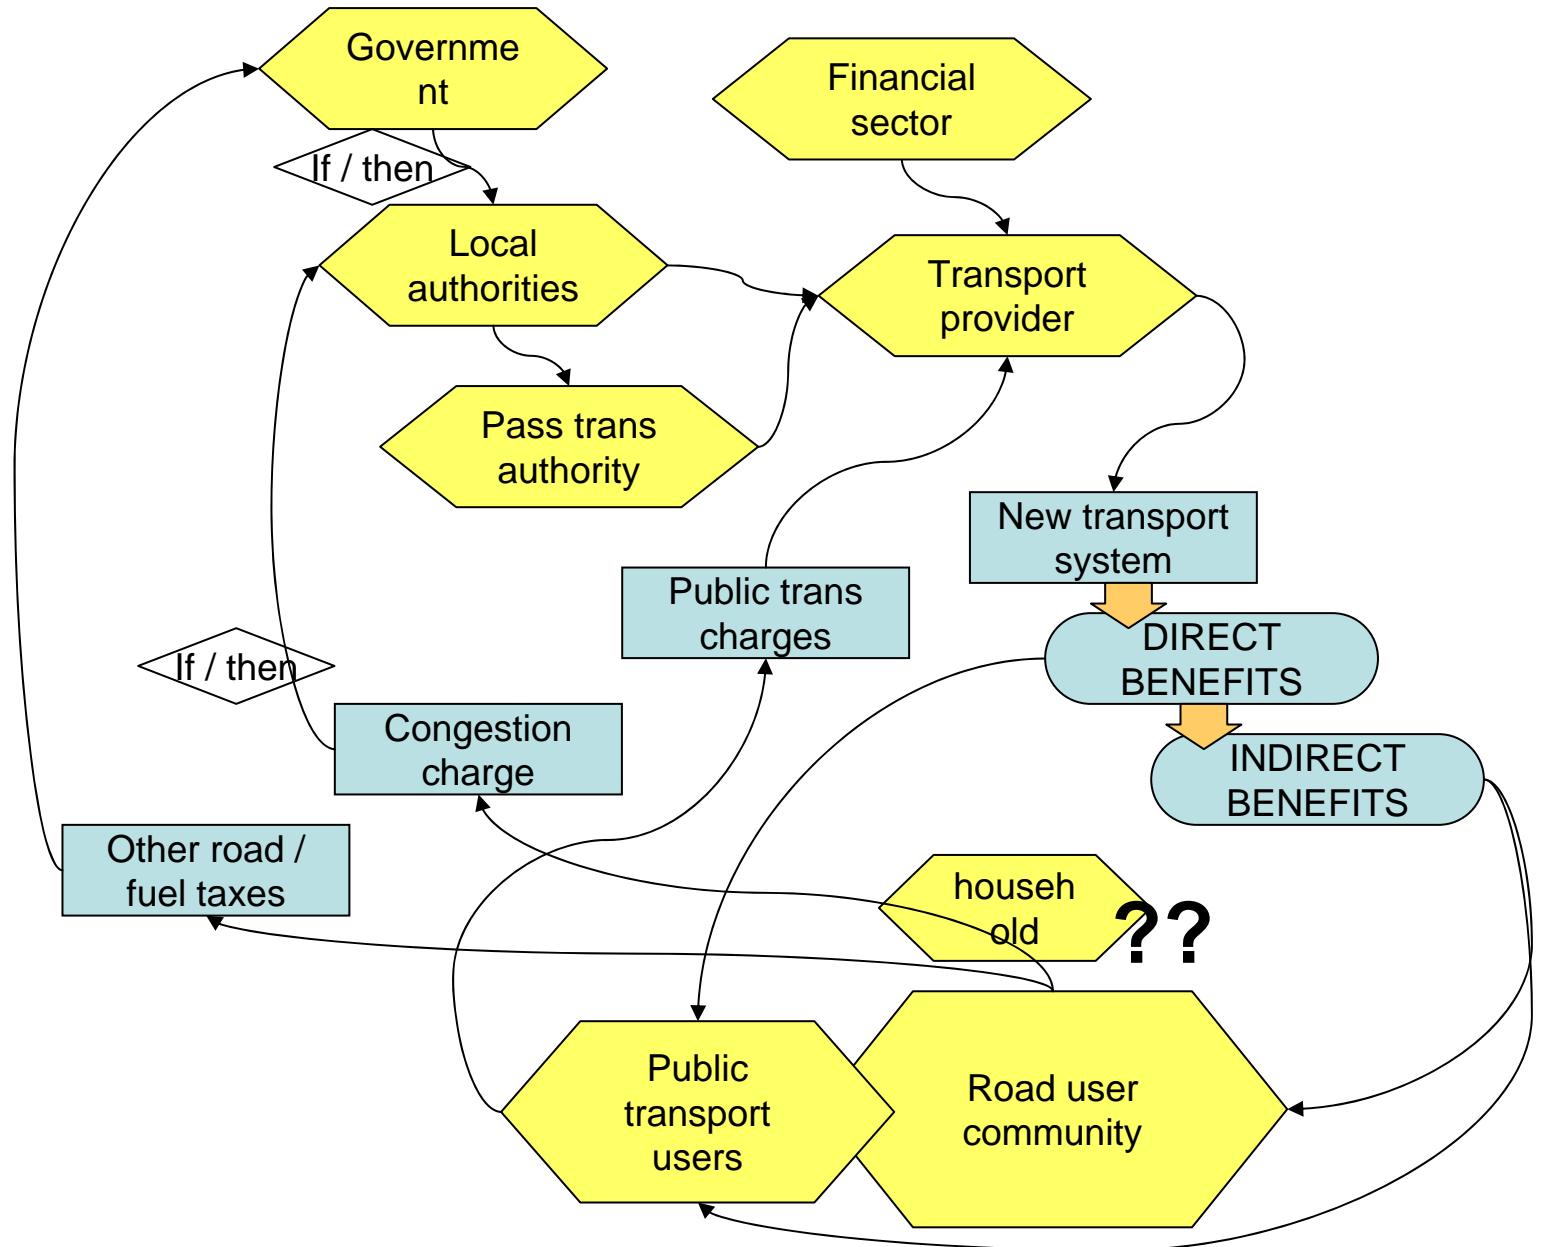 Governme
nt
Financial
sector
If / then
Local
authorities
Transport
provider
Pass trans
authority
New transport
system
Public trans
charges
DIRECT
BENEFITS
If / then
Congestion
charge
INDIRECT
BENEFITS
Other road /
fuel taxes
househ
old
??
Public
transport
users
Road user
community